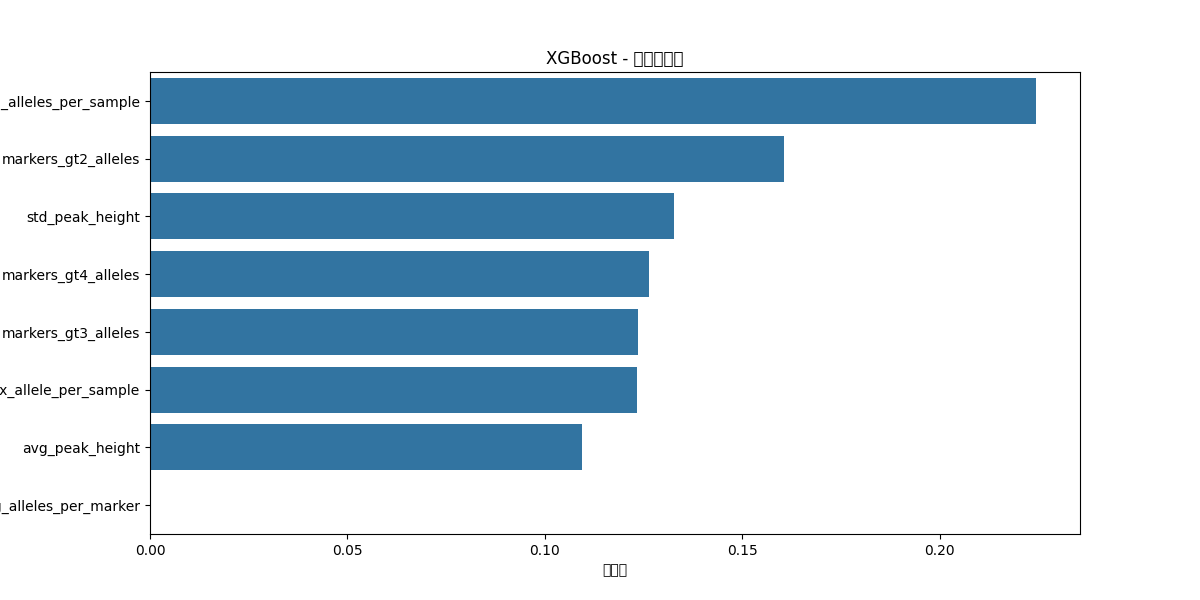 XGBoost -
_alleles_per_sample
markers_gt2_alleles
std_peak_height
markers_gt4_alleles
markers_gt3_alleles
x_allele_per_sample
avg_peak_height
_alleles_per_marker
0.00 0.05 0.10 0.15 0.20